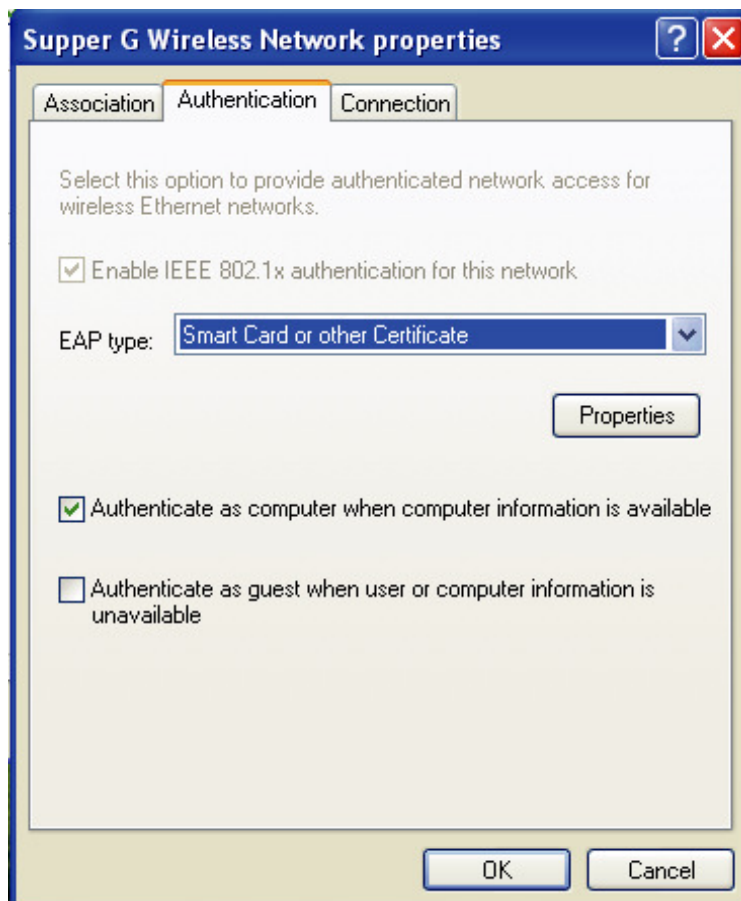 Supper G Wireless Network properties
Association Authentication Connection
Select this option to provide authenticated network access for
wireless Ethernet networks.
Enable IEEE 802.1x authentication for this network
EAP type: Smart Card or other Certificate
Properties
Authenticate as computer when computer information is available
Authenticate as guest when user or computer information is
unavailable
OK Cancel